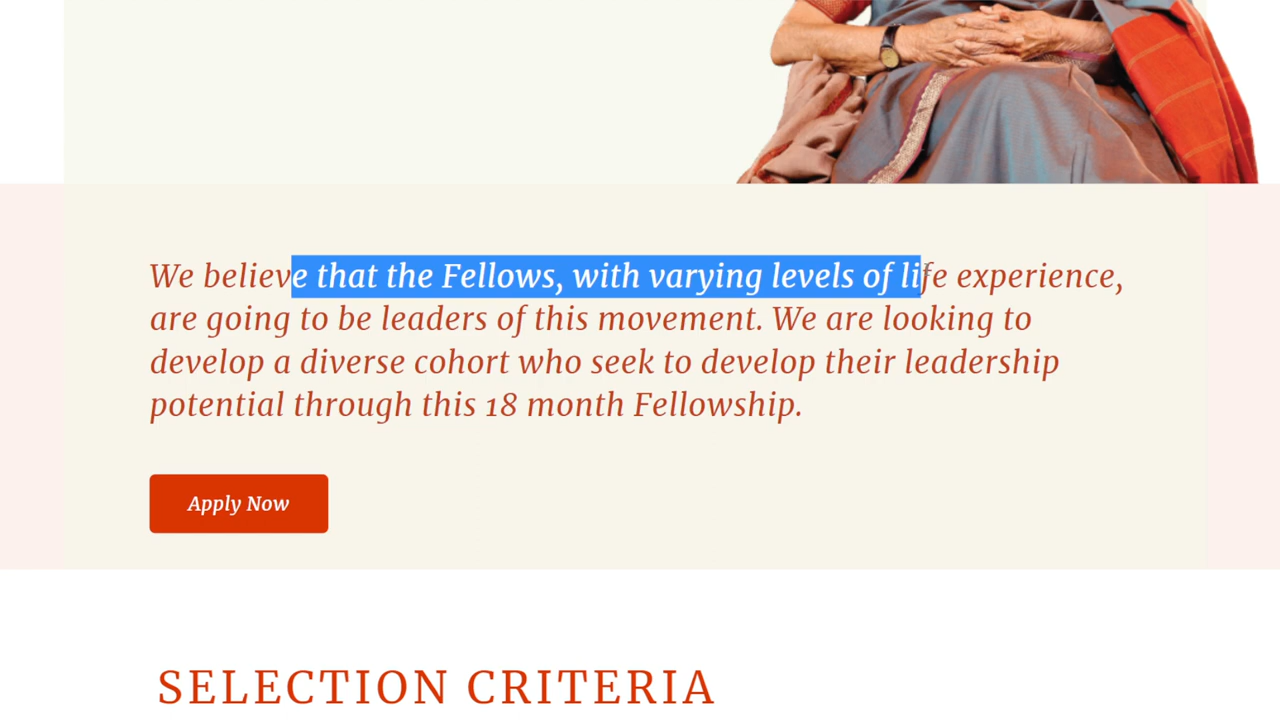 We believe that the Fellows, with varying levels of life experience,
are going to be leaders of this movement. We are looking to
develop a diverse cohort who seek to develop their leadership
potential through this 18 month Fellowship.
Apply Now
SELECTION CRITERIA